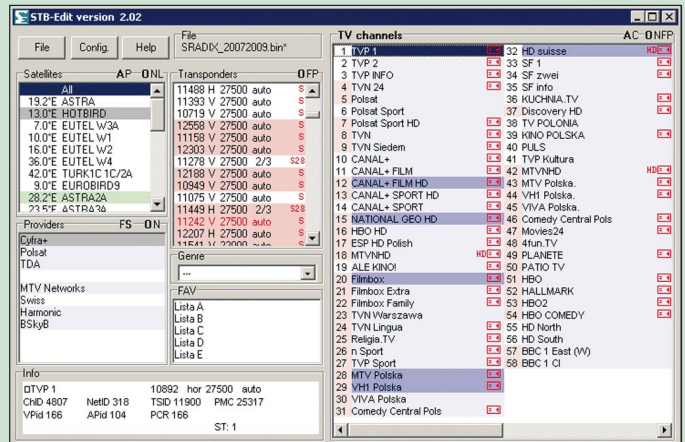 STB-Edit version 2.02
File Config. Help
File
SRADIX_20072009.bin*
Satellites AP ONL
All
19.2°E ASTRA
13.0°E HOTBIRD
7.0°E EUTEL W3A
10.0°E EUTEL W1
16.0°E EUTEL W2
36.0°E EUTEL W4
42.0°E TURK1C 1C/2A
9.0°E EUROBIRD9
28.2°E ASTRA2A
23.5°E ASTRA3A
Transponders OFP
11488 H 27500 auto S
11393 V 27500 auto S
10719 V 27500 auto S
12558 V 27500 auto S
11158 V 27500 auto S
12303 V 27500 auto S
11278 V 27500 2/3 S28
12188 V 27500 auto S
10949 V 27500 auto S
11075 V 27500 auto S
11449 H 27500 2/3 S28
11242 V 27500 auto S
12207 H 27500 auto S
11541 V 22000 auto S
Providers FS ON
Cyfra+
Polsat
TDA
MTV Networks
Swiss
Harmonic
BSkyB
Genre
---
FAV
Lista A
Lista B
Lista C
Lista D
Lista E
Info
TVP 1 10892 hor 27500 auto
ChID 4807 NetID 318 TSID 11900 PMC 25317
VPid 166 APid 104 PCR 166
ST: 1
TV channels AC ONFP
1 TVP 1
2 TVP 2
3 TVP INFO
4 TVN 24
5 Polsat
6 Polsat Sport
7 Polsat Sport HD
8 TVN
9 TVN Siedem
10 CANAL+
11 CANAL+ FILM
12 CANAL+ FILM HD
13 CANAL+ SPORT HD
14 CANAL+ SPORT
15 NATIONAL GEO HD
16 HBO HD
17 ESP HD Polish
18 MTVNHD HD
19 ALE KINO!
20 Filmbox
21 Filmbox Extra
22 Filmbox Family
23 TVN Warszawa
24 TVN Lingua
25 Religia.TV
26 n Sport
27 TVP Sport
28 MTV Polska
29 VH1 Polska
30 VIVA Polska
31 Comedy Central Pols
32 HD suisse HD
33 SF 1
34 SF zwei
35 SF info
36 KUCHNIA.TV
37 Discovery HD
38 TV POLONIA
39 KINO POLSKA
40 PULS
41 TVP Kultura
42 MTVNHD HD
43 MTV Polska.
44 VH1 Polska.
45 VIVA Polska.
46 Comedy Central Pols
47 Movies24
48 4fun.TV
49 PLANETE
50 PATIO TV
51 HBO
52 HALLMARK
53 HBO2
54 HBO COMEDY
55 HD North
56 HD South
57 BBC 1 East (W)
58 BBC 1 CI